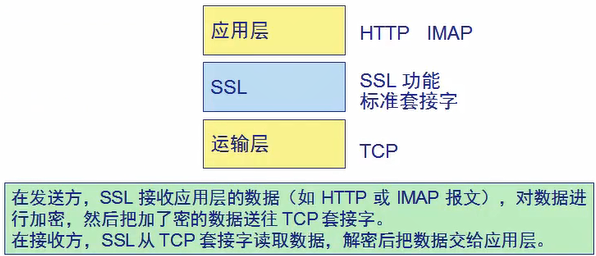 应用层 HTTP IMAP
SSL SSL 功能
标准套接字
运输层 TCP
在发送方，SSL 接收应用层的数据（如 HTTP 或 IMAP 报文），对数据进
行加密，然后把加了密的数据送往 TCP 套接字。
在接收方，SSL 从 TCP 套接字读取数据，解密后把数据交给应用层。